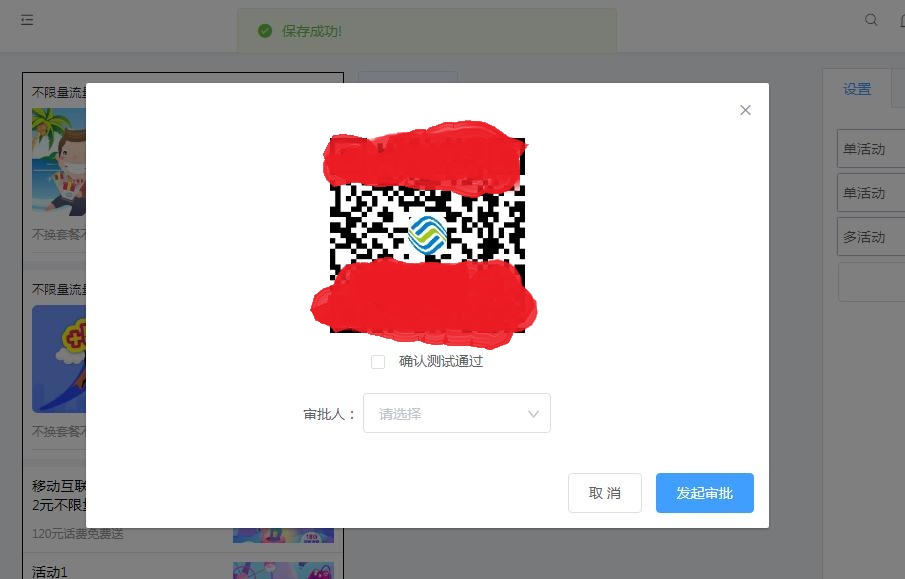 保存成功!
不限量流
设置
单活动
单活动
多活动
不换套餐
不限量流
确认测试通过
审批人：
请选择
不换套餐
取 消
发起审批
移动互联
2元不限
120元话费免费送
活动1